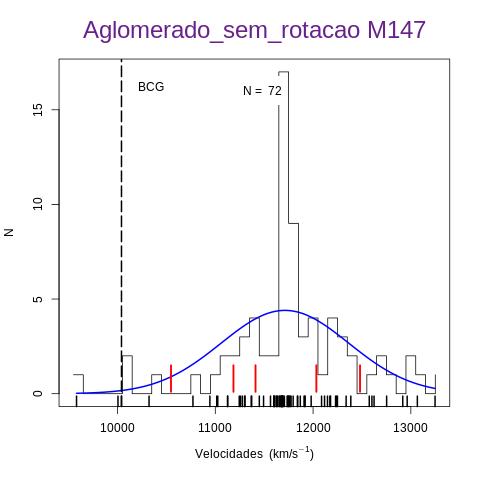 Aglomerado_sem_rotacao M147
BCG
N = 72
N
15
10
5
0
10000 11000 12000 13000
Velocidades (km/s⁻¹)